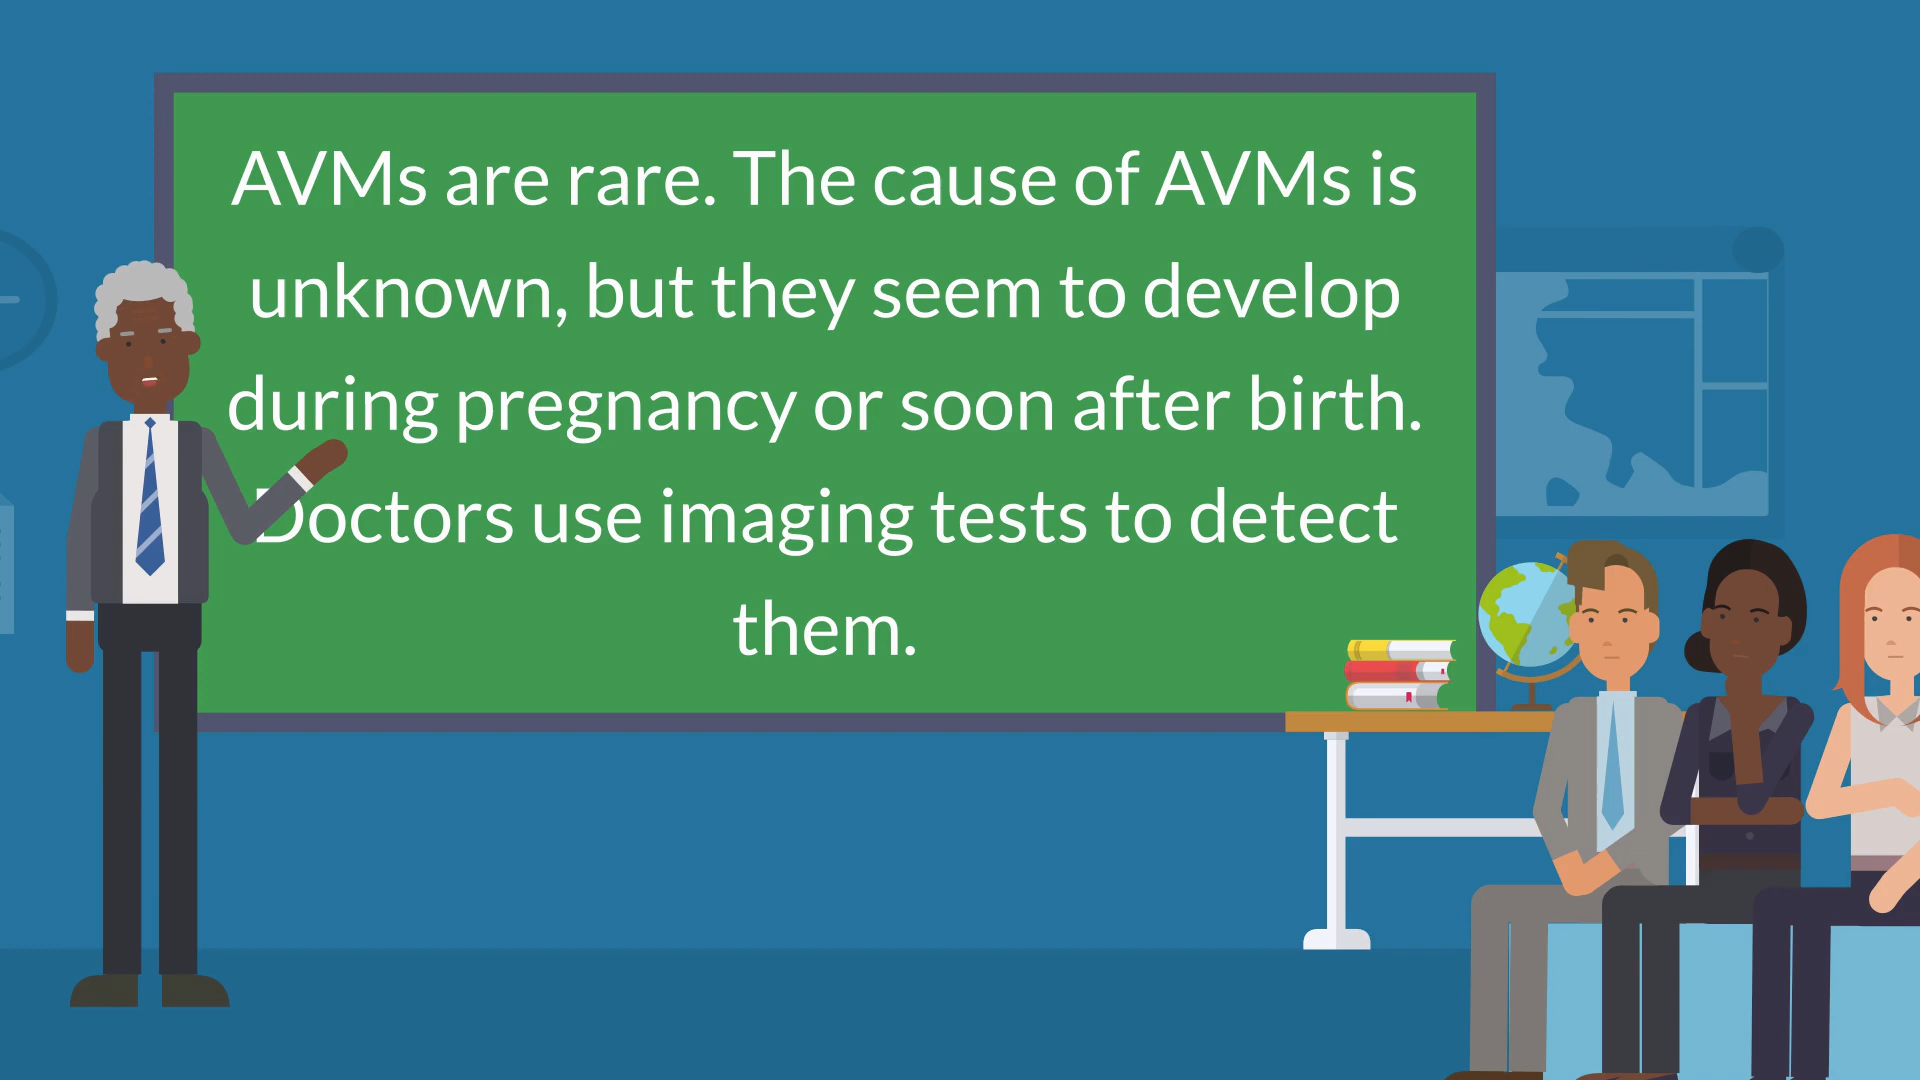 AVMs are rare. The cause of AVMs is
unknown, but they seem to develop
during pregnancy or soon after birth.
Doctors use imaging tests to detect
them.